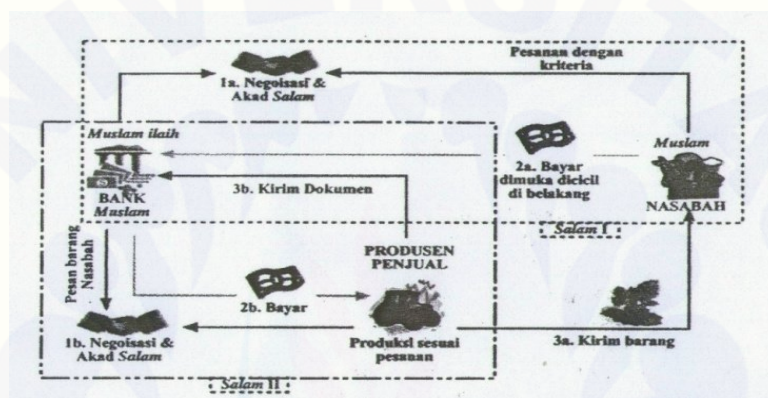 Pesanan dengan
kriteria
1a. Negoisasi &
Akad Salam
Muslam ilaih
BANK
Muslam
3b. Kirim Dokumen
2a. Bayar
dimuka dicicil
di belakang
Muslam
NASABAH
Salam I
Pesan barang
Nasabah
PRODUSEN
PENJUAL
2b. Bayar
1b. Negoisasi &
Akad Salam
Produksi sesuai
pesanan
3a. Kirim barang
Salam II